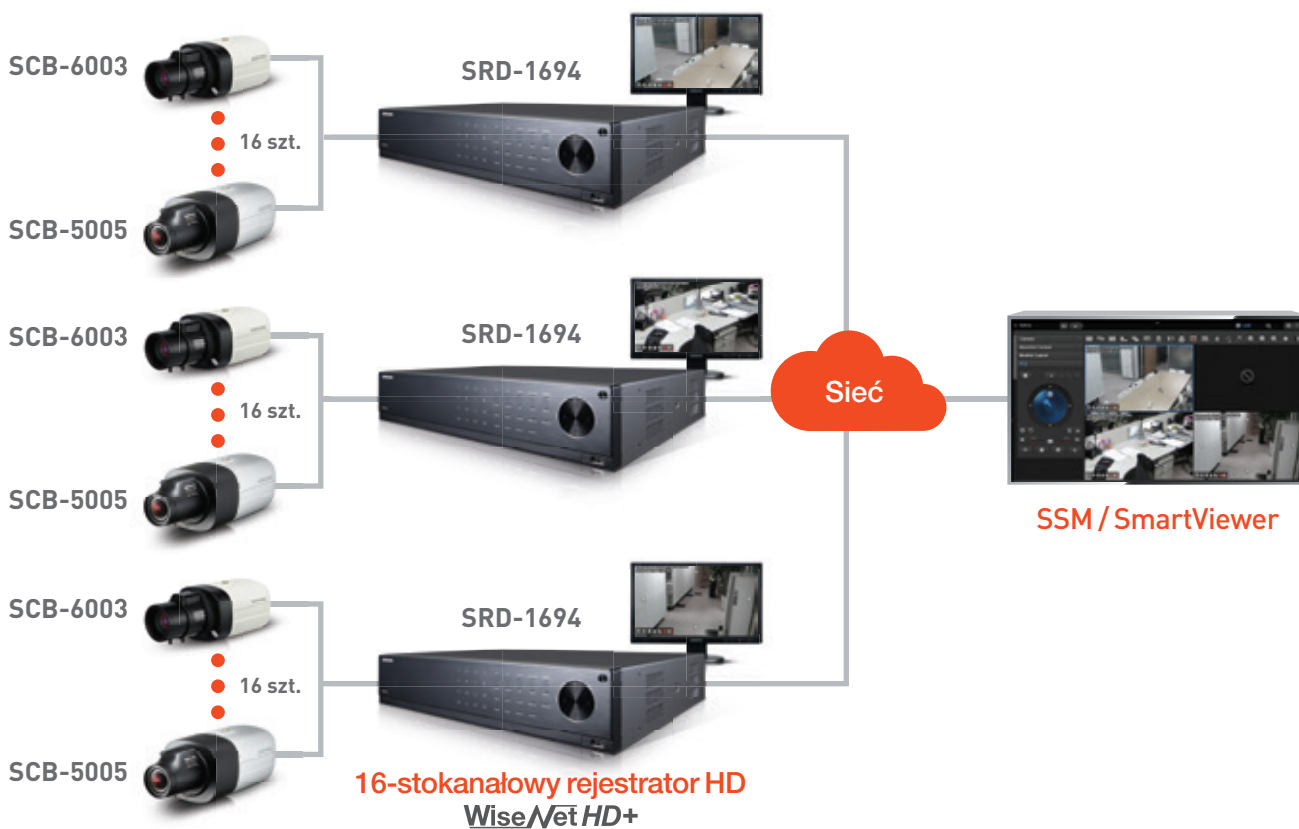 SCB-6003
16 szt.
SCB-5005
SRD-1694
SCB-6003
16 szt.
SCB-5005
SRD-1694
SCB-6003
16 szt.
SCB-5005
SRD-1694
16-stokanałowy rejestrator HD
WiseNet HD+
Sieć
SSM / SmartViewer